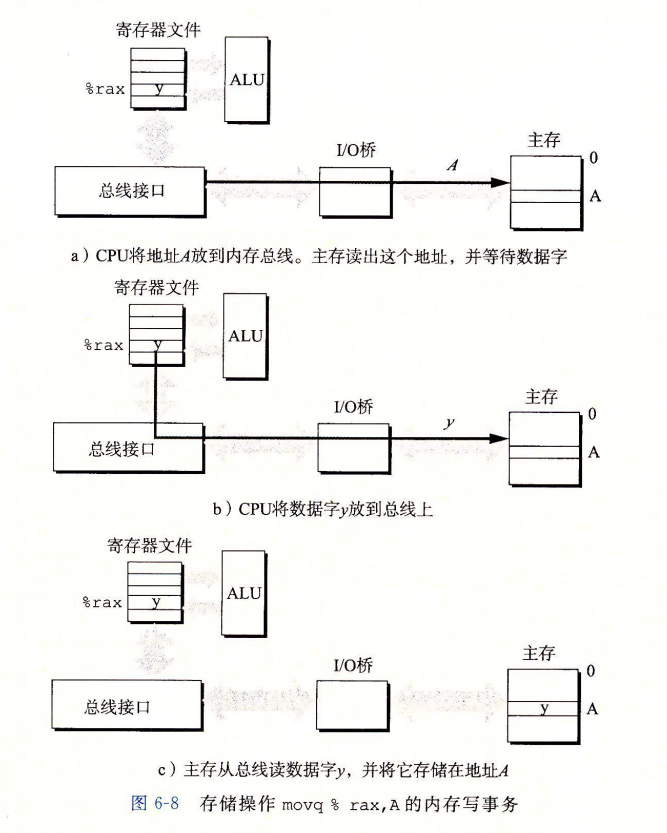 寄存器文件
%rax
y
ALU
I/O桥
主存
0
A
总线接口
A
a）CPU将地址A放到内存总线。主存读出这个地址，并等待数据字
寄存器文件
%rax
y
ALU
I/O桥
主存
0
y
A
总线接口
b）CPU将数据字y放到总线上
寄存器文件
%rax
y
ALU
I/O桥
主存
0
总线接口
y
A
c）主存从总线读数据字y，并将它存储在地址A
图 6-8 存储操作 movq % rax,A 的内存写事务